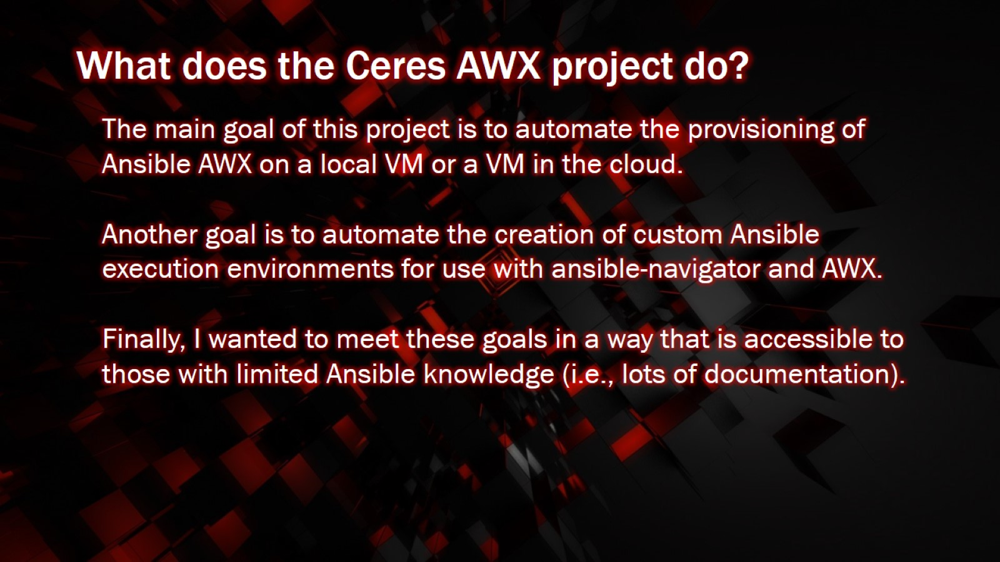 What does the Ceres AWX project do?
The main goal of this project is to automate the provisioning of
Ansible AWX on a local VM or a VM in the cloud.
Another goal is to automate the creation of custom Ansible
execution environments for use with ansible-navigator and AWX.
Finally, I wanted to meet these goals in a way that is accessible to
those with limited Ansible knowledge (i.e., lots of documentation).